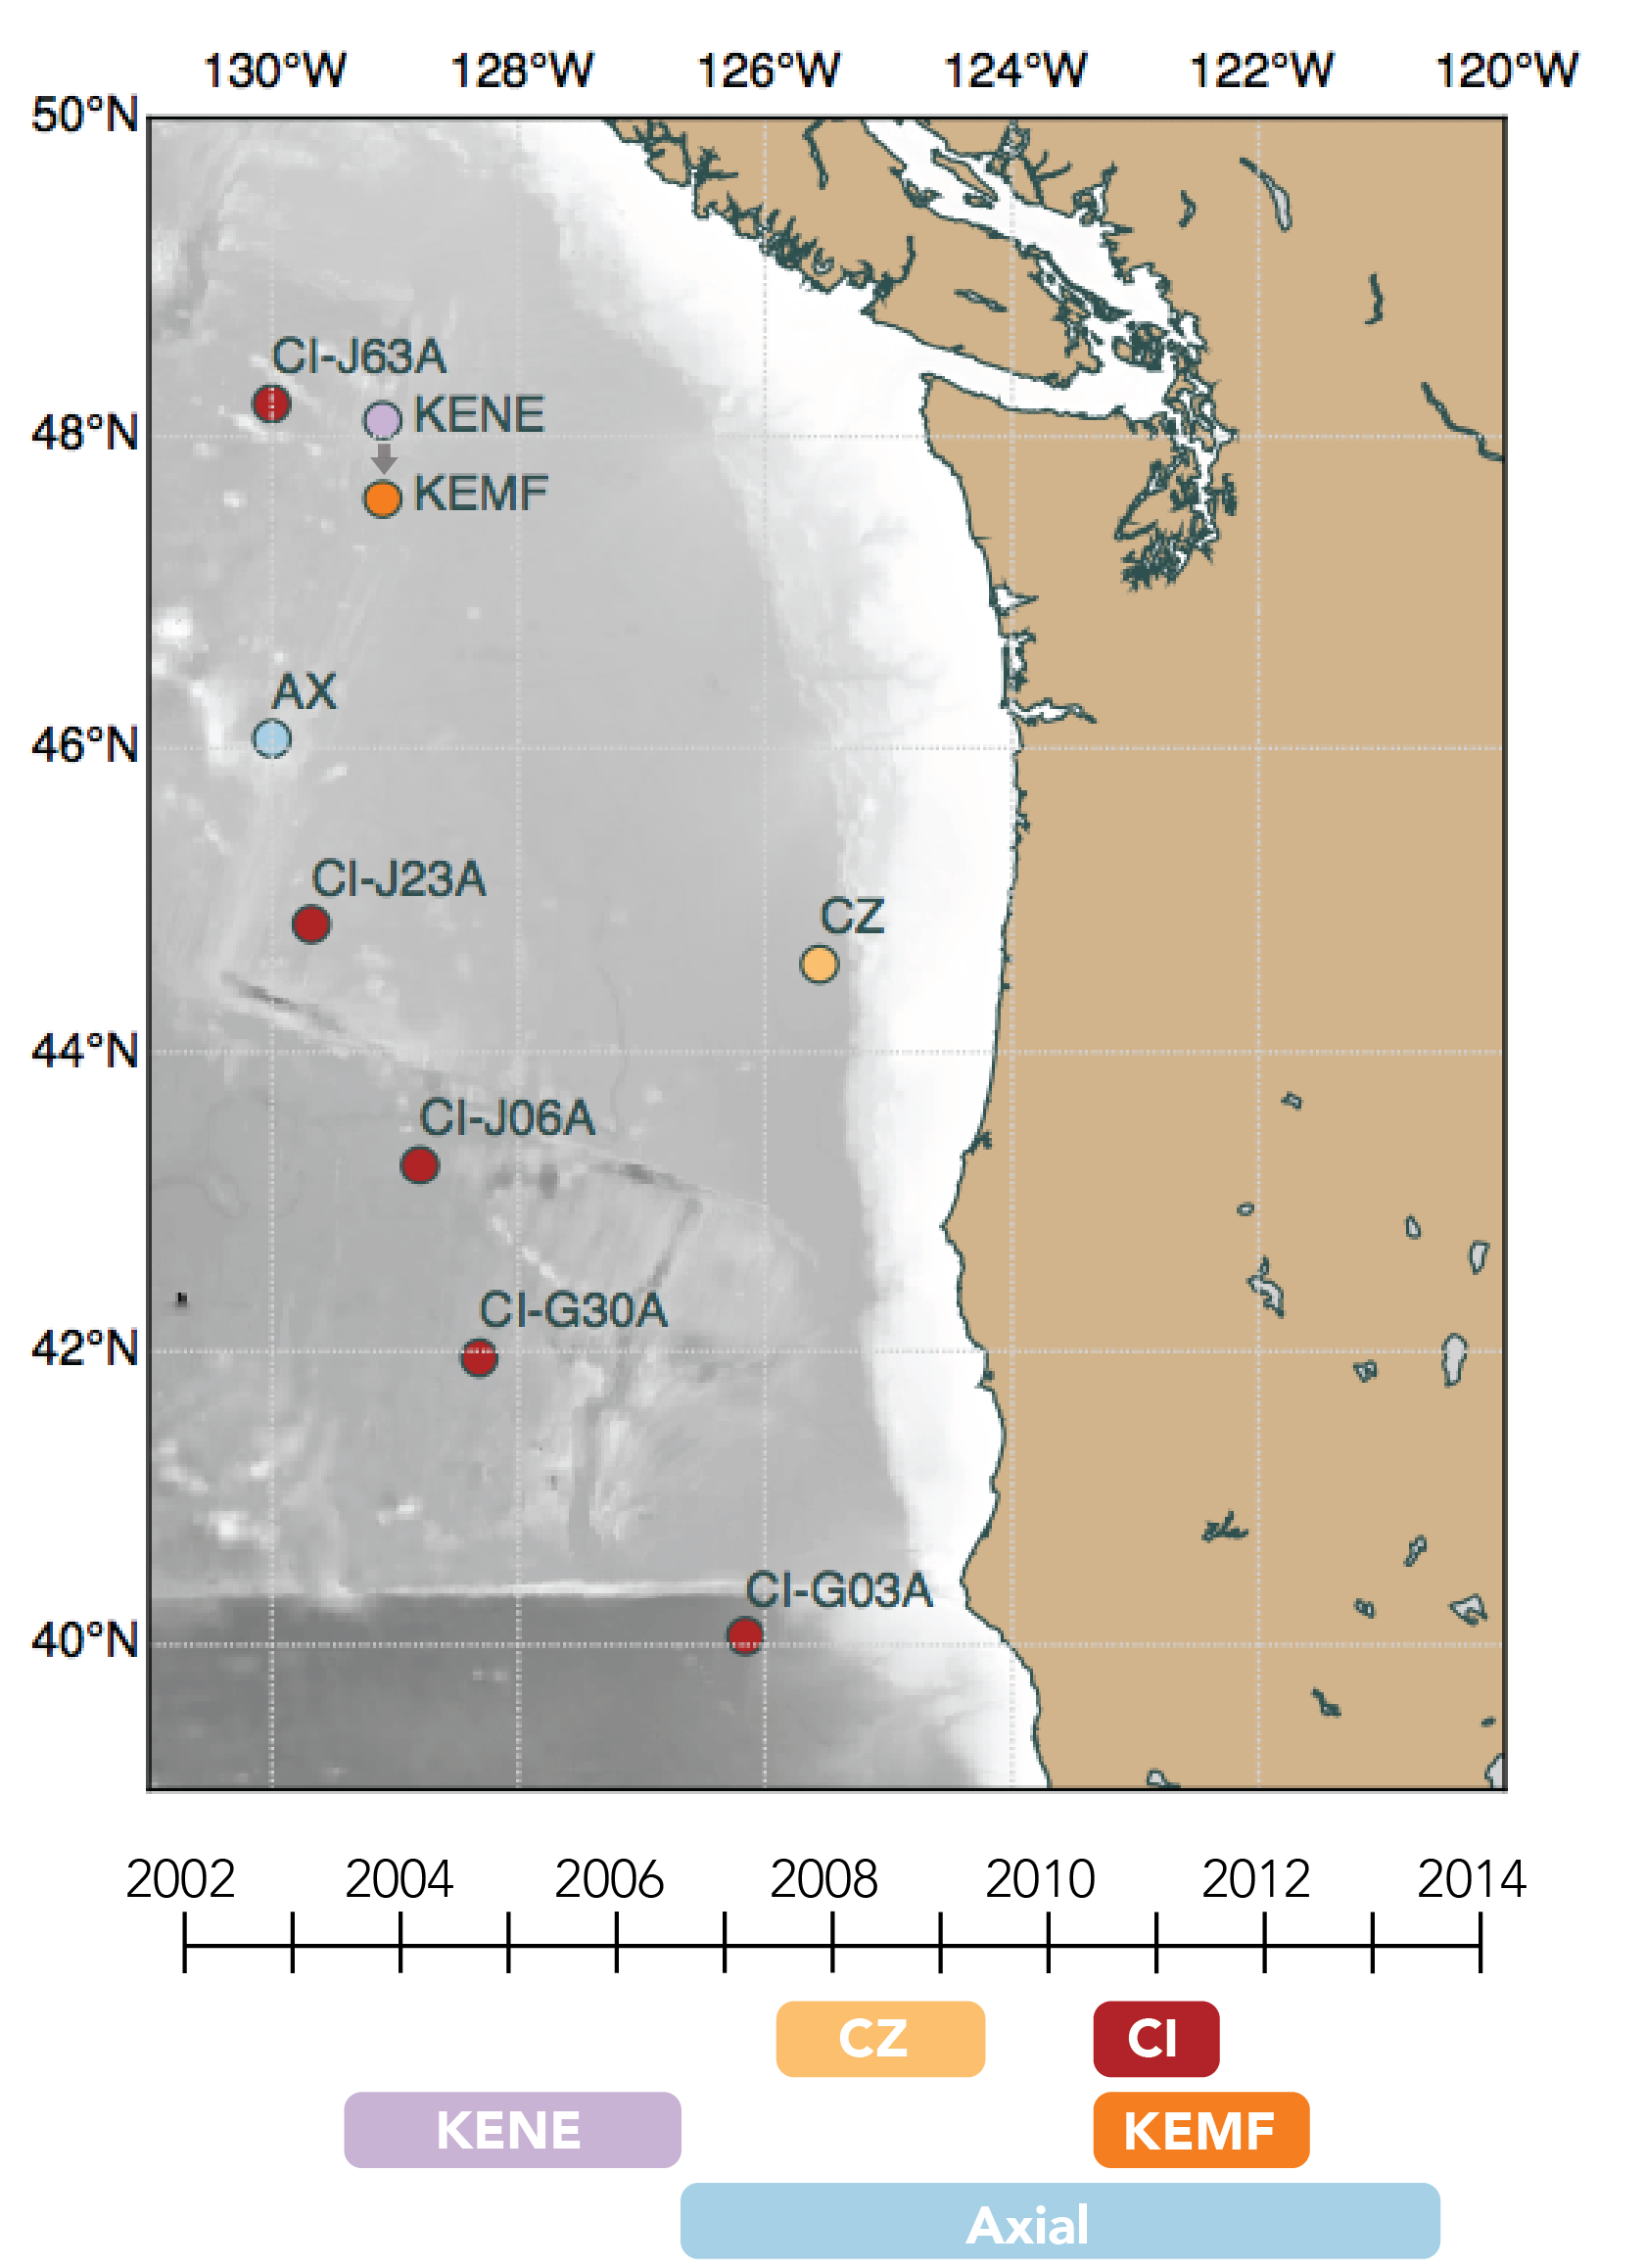 130°W 128°W 126°W 124°W 122°W 120°W
50°N
CI-J63A
KENE
48°N
KEMF
AX
46°N
CI-J23A
CZ
44°N
CI-J06A
CI-G30A
42°N
CI-G03A
40°N
2002 2004 2006 2008 2010 2012 2014
CZ CI
KENE KEMF
Axial